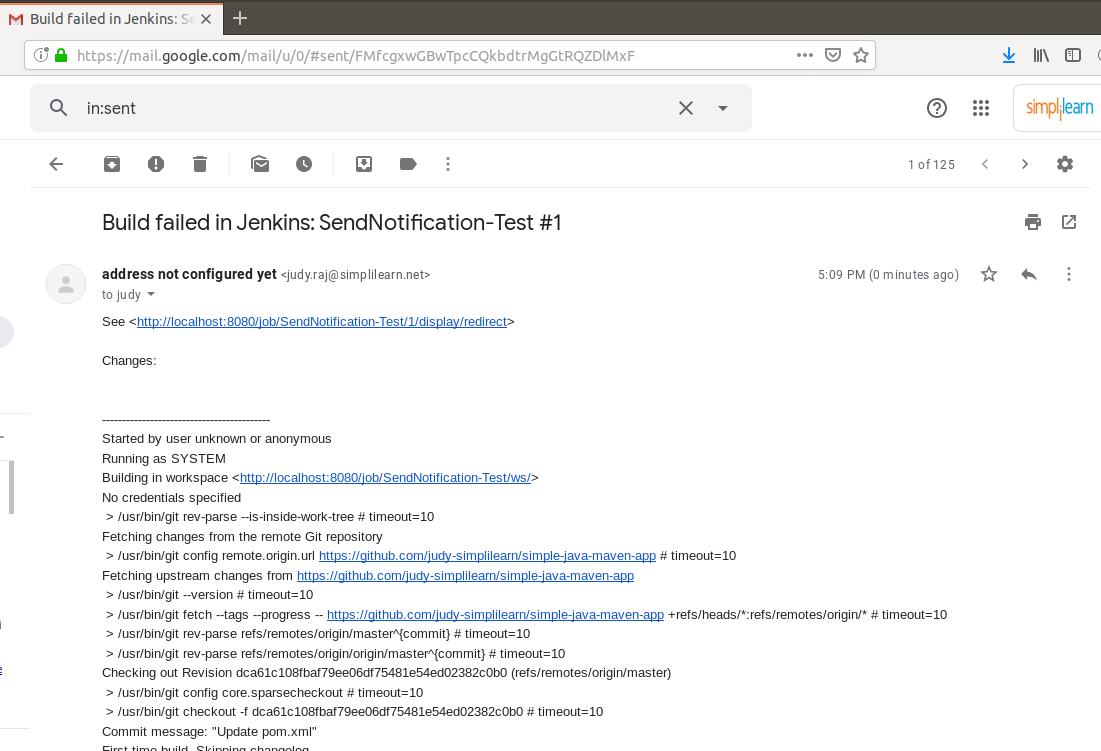 Build failed in Jenkins: Se
https://mail.google.com/mail/u/0/#sent/FMfcgxwGBwTpcCQkbdtrMgGtRQZDlMxF
in:sent
simplilearn
1 of 125
Build failed in Jenkins: SendNotification-Test #1
address not configured yet <judy.raj@simplilearn.net>
5:09 PM (0 minutes ago)
to judy
See <http://localhost:8080/job/SendNotification-Test/1/display/redirect>
Changes:
------------------------------------------
Started by user unknown or anonymous
Running as SYSTEM
Building in workspace <http://localhost:8080/job/SendNotification-Test/ws/>
No credentials specified
> /usr/bin/git rev-parse --is-inside-work-tree # timeout=10
Fetching changes from the remote Git repository
> /usr/bin/git config remote.origin.url https://github.com/judy-simplilearn/simple-java-maven-app # timeout=10
Fetching upstream changes from https://github.com/judy-simplilearn/simple-java-maven-app
> /usr/bin/git --version # timeout=10
> /usr/bin/git fetch --tags --progress -- https://github.com/judy-simplilearn/simple-java-maven-app +refs/heads/*:refs/remotes/origin/* # timeout=10
> /usr/bin/git rev-parse refs/remotes/origin/master^{commit} # timeout=10
> /usr/bin/git rev-parse refs/remotes/origin/origin/master^{commit} # timeout=10
Checking out Revision dca61c108fbaf79ee06df75481e54ed02382c0b0 (refs/remotes/origin/master)
> /usr/bin/git config core.sparsecheckout # timeout=10
> /usr/bin/git checkout -f dca61c108fbaf79ee06df75481e54ed02382c0b0 # timeout=10
Commit message: "Update pom.xml"
First time build. Skipping changelog.